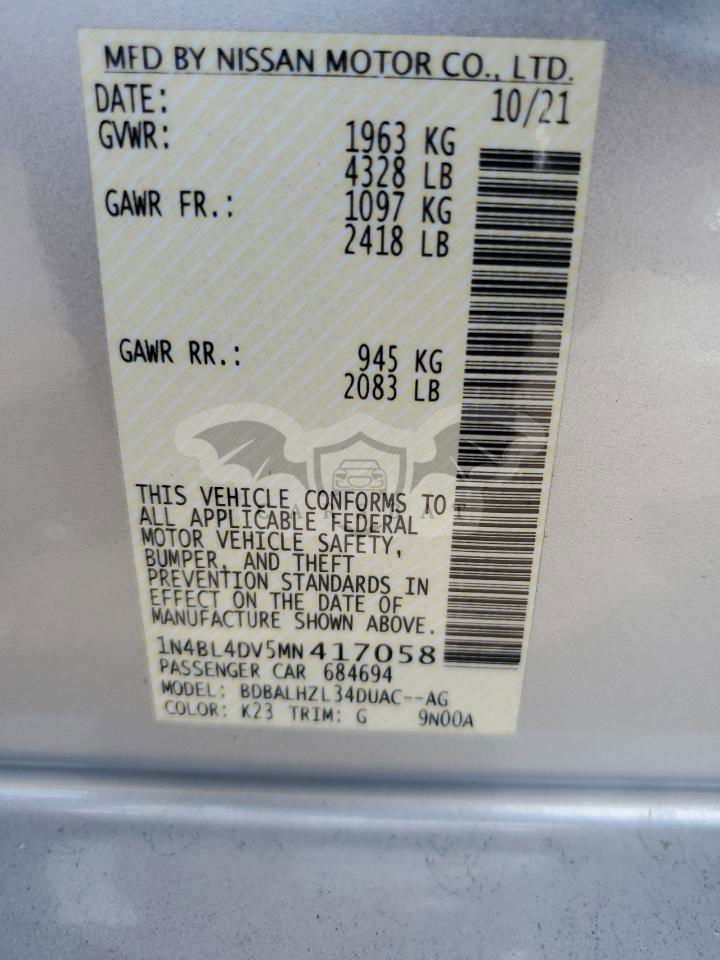 MFD BY NISSAN MOTOR CO., LTD.
DATE: 10/21
GVWR: 1963 KG
4328 LB
GAWR FR.: 1097 KG
2418 LB
GAWR RR.: 945 KG
2083 LB
THIS VEHICLE CONFORMS TO
ALL APPLICABLE FEDERAL
MOTOR VEHICLE SAFETY,
BUMPER, AND THEFT
PREVENTION STANDARDS IN
EFFECT ON THE DATE OF
MANUFACTURE SHOWN ABOVE.
1N4BL4DV5MN417058
PASSENGER CAR 684694
MODEL: BDBALHZL34DUAC--AG
COLOR: K23 TRIM: G 9N00A